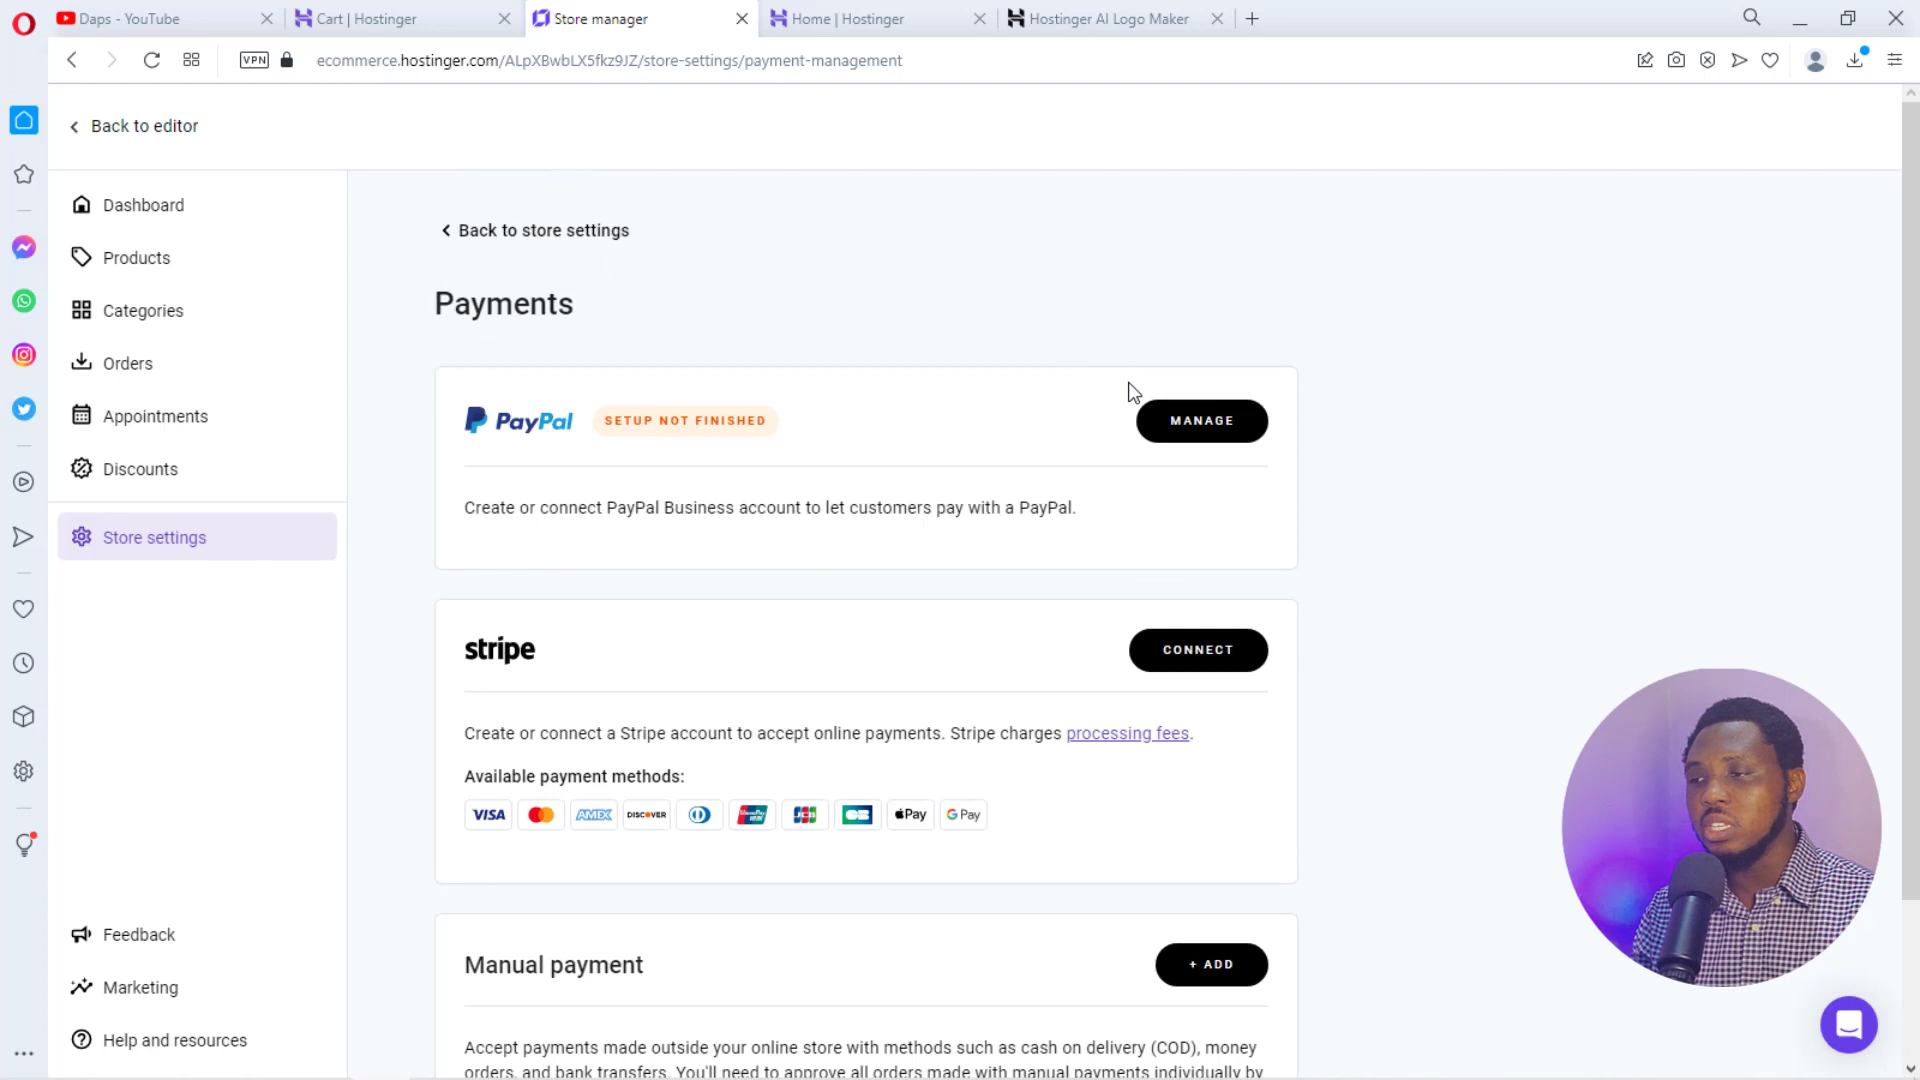 Daps - YouTube
Cart | Hostinger
Store manager
Home | Hostinger
Hostinger AI Logo Maker
VPN
ecommerce.hostinger.com/ALpXBwbLX5fkz9JZ/store-settings/payment-management
Back to editor
Dashboard
Products
Categories
Orders
Appointments
Discounts
Store settings
Feedback
Marketing
Help and resources
Back to store settings
Payments
PayPal
SETUP NOT FINISHED
MANAGE
Create or connect PayPal Business account to let customers pay with a PayPal.
stripe
CONNECT
Create or connect a Stripe account to accept online payments. Stripe charges processing fees.
Available payment methods:
VISA
AMEX
DISCOVER
JCB
Pay
G Pay
Manual payment
+ ADD
Accept payments made outside your online store with methods such as cash on delivery (COD), money
orders, and bank transfers. You'll need to approve all orders made with manual payments individually by